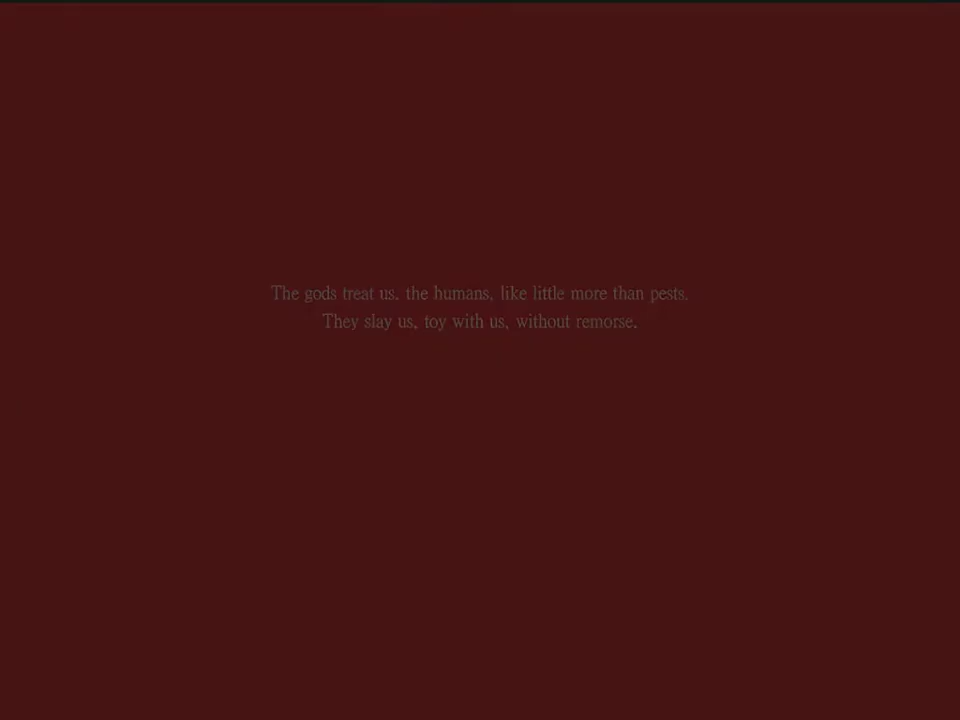 The gods treat us, the humans, like little more than pests.
They slay us, toy with us, without remorse.